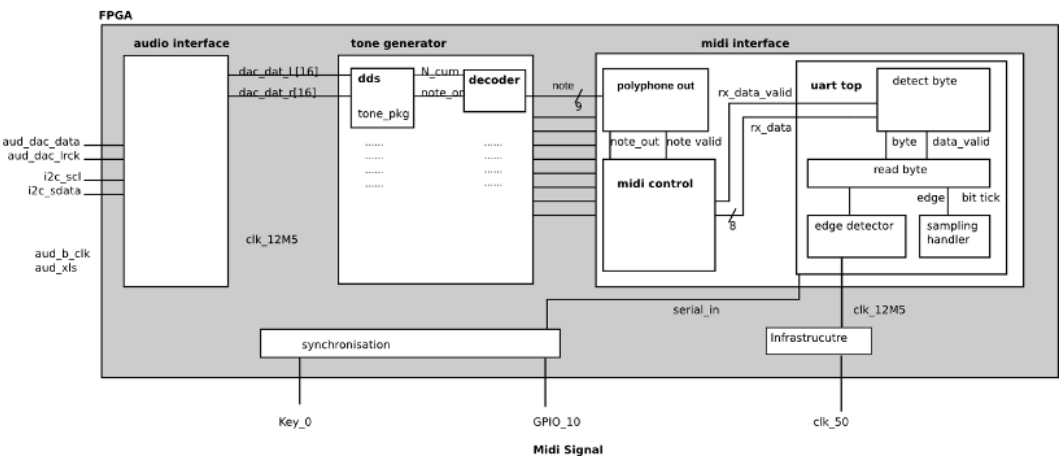 FPGA
audio interface
tone generator
midi interface
dac_dat_l [16]
dds
N_cum
decoder
polyphone out
rx_data_valid
uart top
detect byte
dac_dat_r[16]
note_on
note
9
tone_pkg
rx_data
aud_dac_data
aud_dac_lrck
......
......
note_out
note valid
byte
data_valid
......
......
i2c_scl
i2c_sdata
......
......
midi control
read byte
......
......
edge
bit tick
8
edge detector
sampling
handler
clk_12M5
aud_b_clk
aud_xls
serial_in
clk_12M5
synchronisation
Infrastrucutre
Key_0
GPIO_10
clk_50
Midi Signal